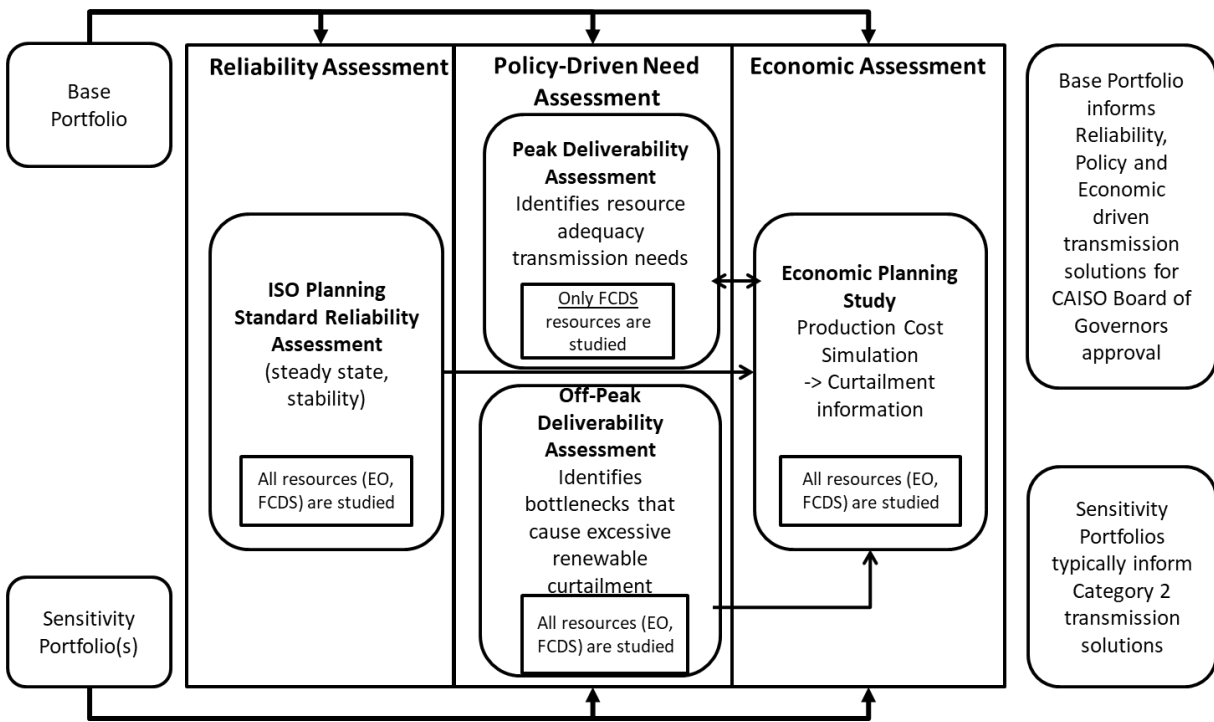 Base
Portfolio
Sensitivity
Portfolio(s)
Reliability Assessment
ISO Planning
Standard Reliability
Assessment
(steady state,
stability)
All resources (EO,
FCDS) are studied
Policy-Driven Need
Assessment
Peak Deliverability
Assessment
Identifies resource
adequacy
transmission needs
Only FCDS
resources are
studied
Off-Peak
Deliverability
Assessment
Identifies
bottlenecks that
cause excessive
renewable
curtailment
All resources (EO,
FCDS) are studied
Economic Assessment
Economic Planning
Study
Production Cost
Simulation
-> Curtailment
information
All resources (EO,
FCDS) are studied
Base Portfolio
informs
Reliability,
Policy and
Economic
driven
transmission
solutions for
CAISO Board of
Governors
approval
Sensitivity
Portfolios
typically inform
Category 2
transmission
solutions